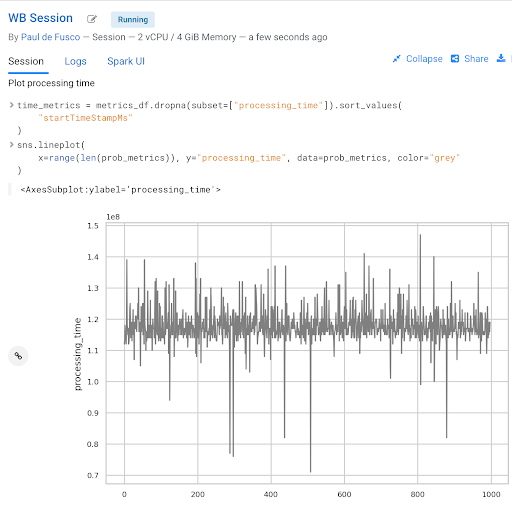 WB Session Running
By Paul de Fusco — Session — 2 vCPU / 4 GiB Memory — a few seconds ago
Session Logs Spark UI Collapse Share
Plot processing time
time_metrics = metrics_df.dropna(subset=["processing_time"]).sort_values(
"startTimeStampMs"
)
sns.lineplot(
x=range(len(prob_metrics)), y="processing_time", data=prob_metrics, color="grey"
)
<AxesSubplot:ylabel='processing_time'>
1e8
1.5
1.4
1.3
1.2
1.1
1.0
0.9
0.8
0.7
processing_time
0 200 400 600 800 1000